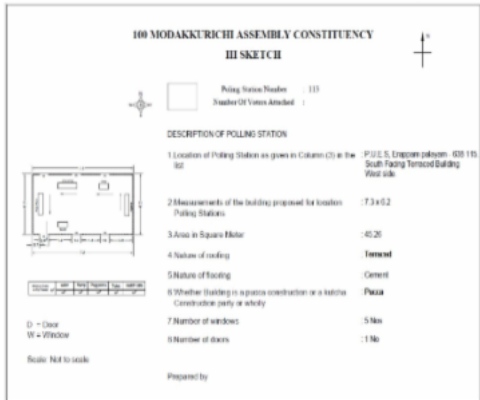 100 MODAKKURICHI ASSEMBLY CONSTITUENCY
III SKETCH
N
Polling Station Number : 113
Number Of Voters Attached :
DESCRIPTION OF POLLING STATION
1.Location of Polling Station as given in Column (3) in the list
: P.U.E.S, Erappam palayam - 638 115, South Facing Terraced Building West side
2.Measurements of the building proposed for location Polling Stations
: 7.3 x 6.2
3.Area in Square Meter : 45.26
4.Nature of roofing : Terraced
5.Nature of flooring : Cement
6.Whether Building is a pucca construction or a kutcha Construction partly or wholly
: Pucca
7.Number of windows : 5 Nos
8.Number of doors : 1 No
D = Door
W = Window
Scale: Not to scale
Prepared by